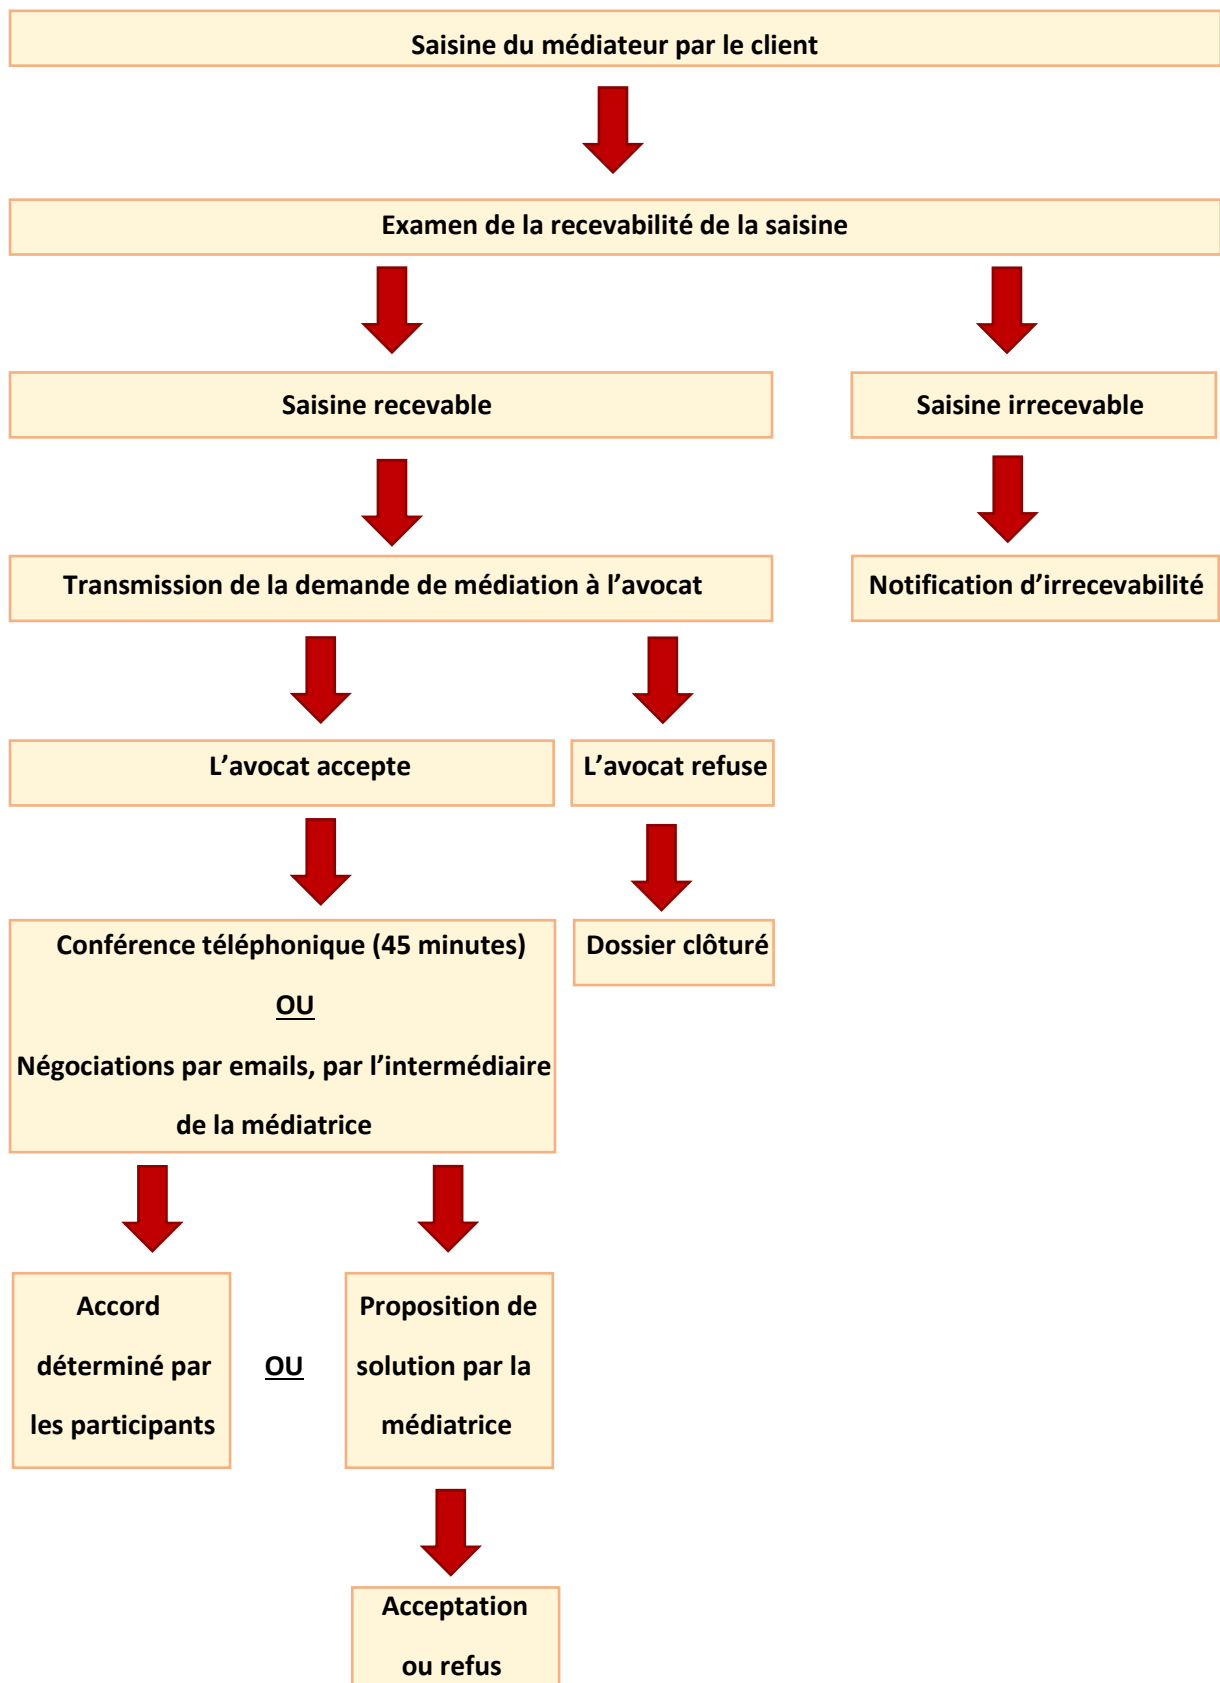 Saisine du médiateur par le client
Examen de la recevabilité de la saisine
Saisine recevable
Saisine irrecevable
Transmission de la demande de médiation à l’avocat
Notification d’irrecevabilité
L’avocat accepte
L’avocat refuse
Conférence téléphonique (45 minutes)
OU
Négociations par emails, par l’intermédiaire
de la médiatrice
Dossier clôturé
Accord
déterminé par
les participants
OU
Proposition de
solution par la
médiatrice
Acceptation
ou refus